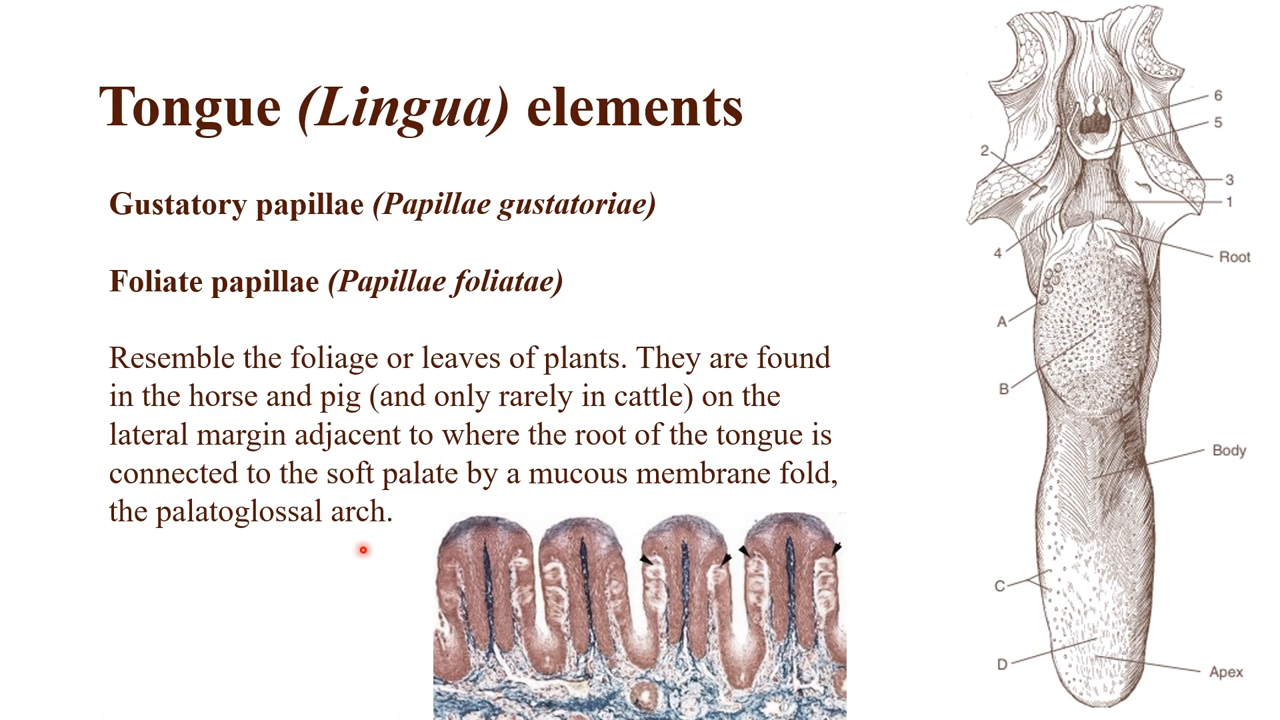 Tongue (Lingua) elements
Gustatory papillae (Papillae gustatoriae)
Foliate papillae (Papillae foliatae)
Resemble the foliage or leaves of plants. They are found
in the horse and pig (and only rarely in cattle) on the
lateral margin adjacent to where the root of the tongue is
connected to the soft palate by a mucous membrane fold,
the palatoglossal arch.
6
5
2
3
1
4
Root
A
B
Body
C
D
Apex